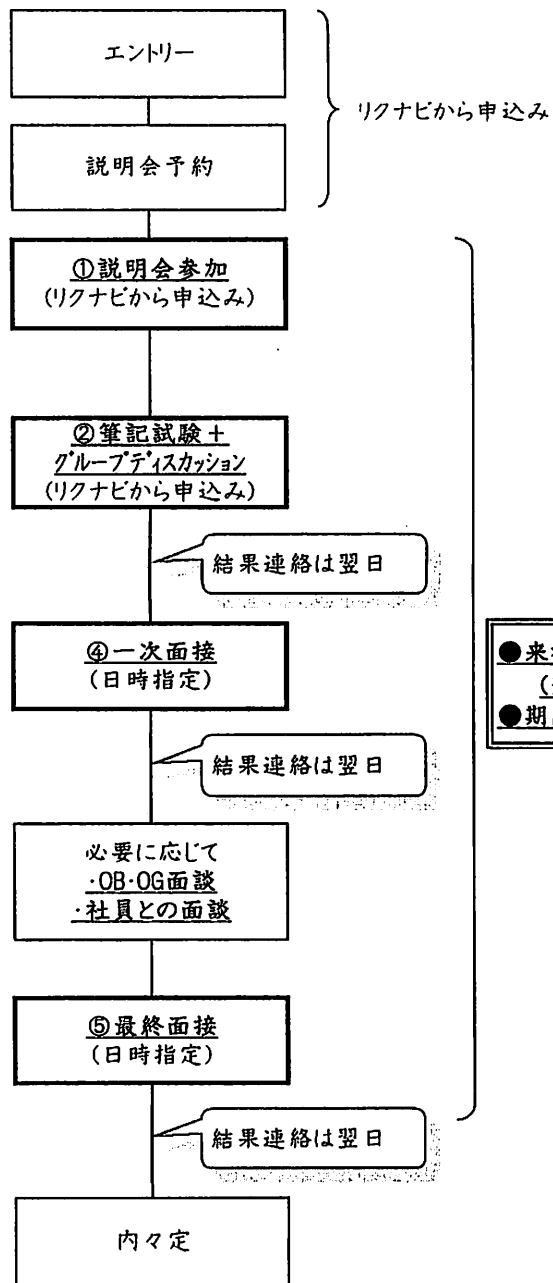 エントリー
リクナビから申込み
説明会予約
①説明会参加
(リクナビから申込み)
②筆記試験＋
グループディスカッション
(リクナビから申込み)
結果連絡は翌日
④一次面接
(日時指定)
●来
(
●期
結果連絡は翌日
必要に応じて
・OB・OG面談
・社員との面談
⑤最終面接
(日時指定)
結果連絡は翌日
内々定